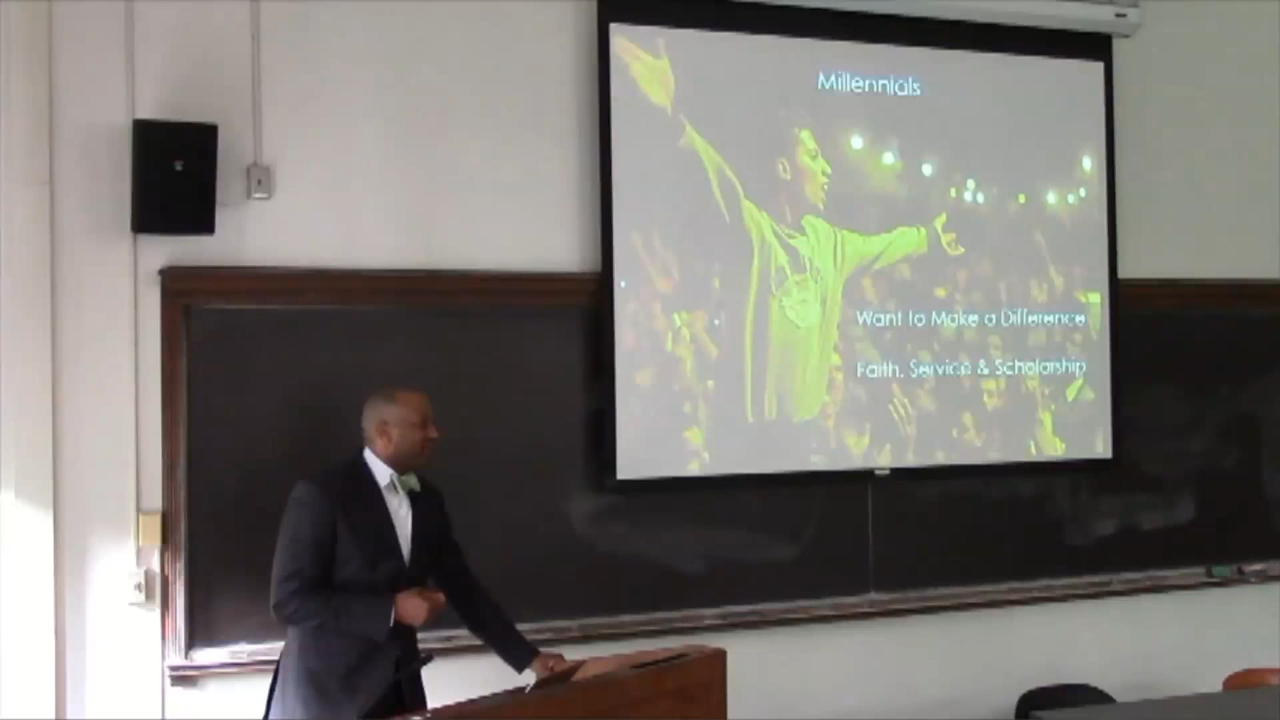 Millennials
Want to Make a Difference
Faith, Service & Scholarship